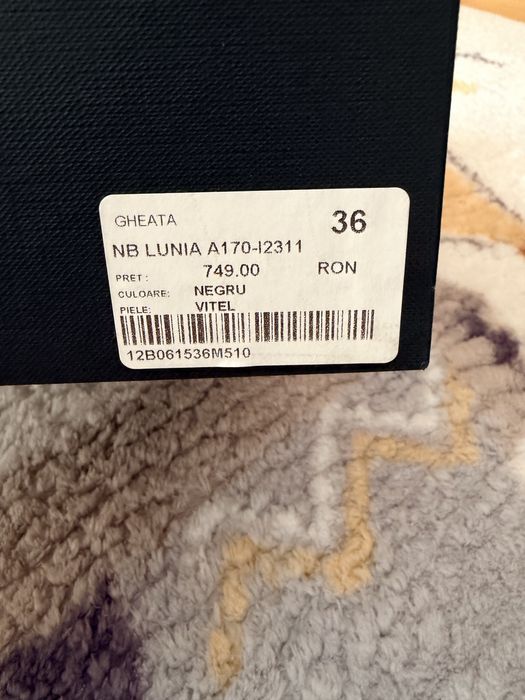 GHEATA 36
NB LUNIA A170-I2311
PRET : 749.00 RON
CULOARE: NEGRU
PIELE: VITEL
12B061536M510